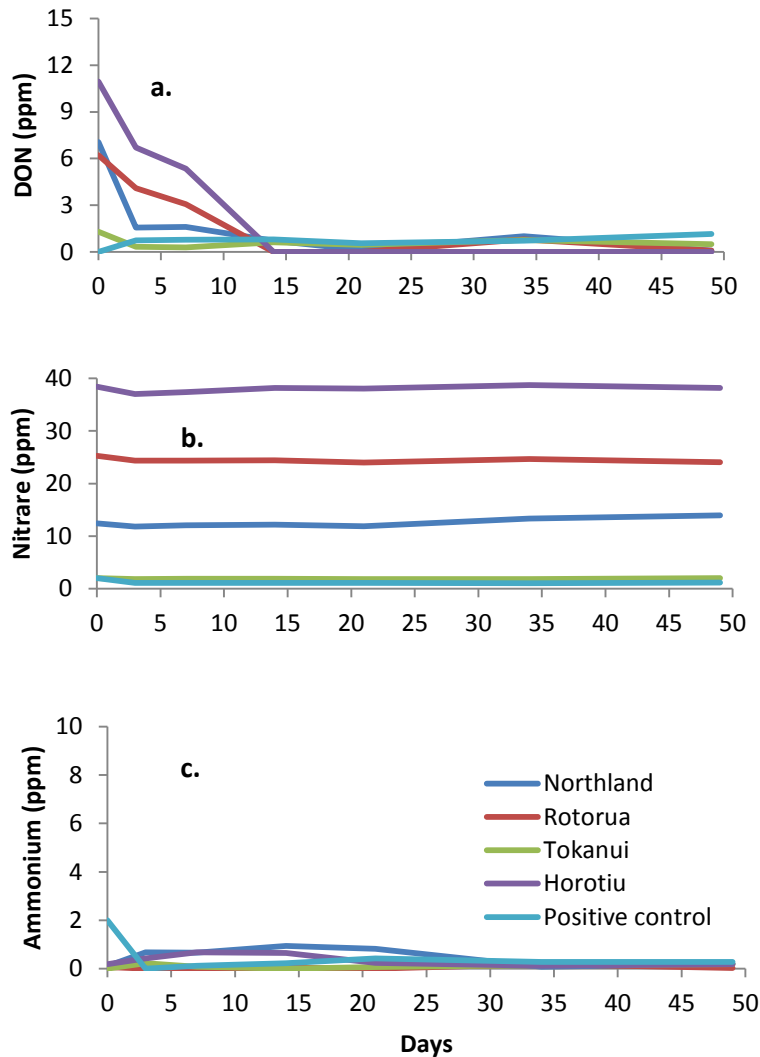 15
12
9
6
3
0
DON (ppm)
a.
0 5 10 15 20 25 30 35 40 45 50
40
30
20
10
0
Nitrare (ppm)
b.
0 5 10 15 20 25 30 35 40 45 50
10
8
6
4
2
0
Ammonium (ppm)
c.
Northland
Rotorua
Tokanui
Horotiu
Positive control
0 5 10 15 20 25 30 35 40 45 50
Days